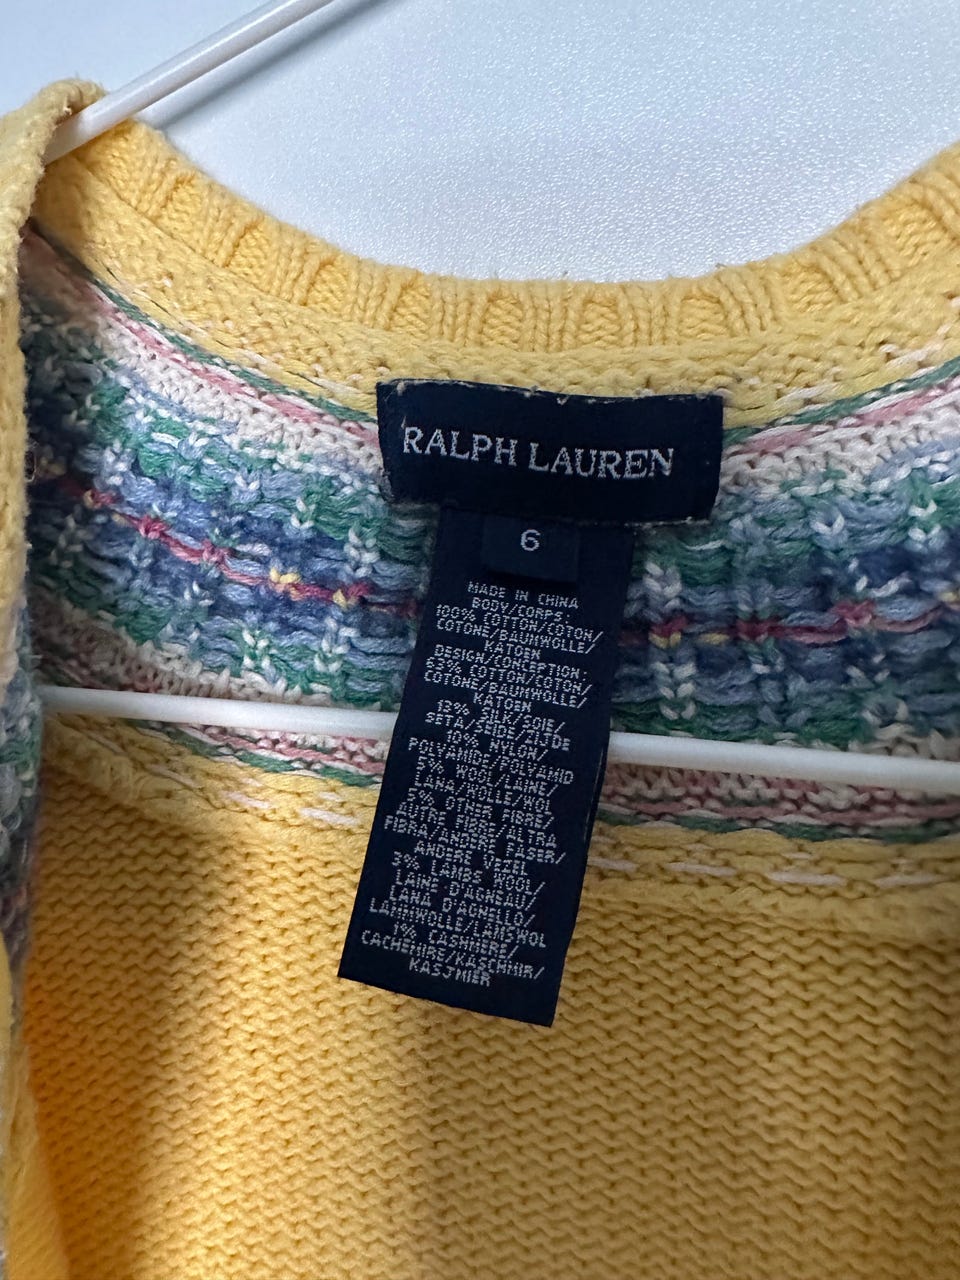 RALPH LAUREN
6
MADE IN CHINA
BODY/CORPS:
100% COTTON/COTON/
COTONE/BAUMWOLLE/
KATOEN
DESIGN/CONCEPTION:
63% COTTON/COTON/
COTONE/BAUMWOLLE/
KATOEN
13% SILK/SOIE/
SETA/SEIDE/ZIJDE
10% NYLON/
POLYAMIDE/POLYAMID
5% WOOL/LAINE/
LANA/WOLLE/WOL
5% OTHER FIBRE/
AUTRE FIBRE/ALTRA
FIBRA/ANDERE FASER/
ANDERE VEZEL
3% LAMBS WOOL/
LAINE D'AGNEAU/
LANA D'AGNELLO/
LAMMWOLLE/LAMSWOL
1% CASHMERE/
CACHEMIRE/KASCHMIR/
KASJMIER